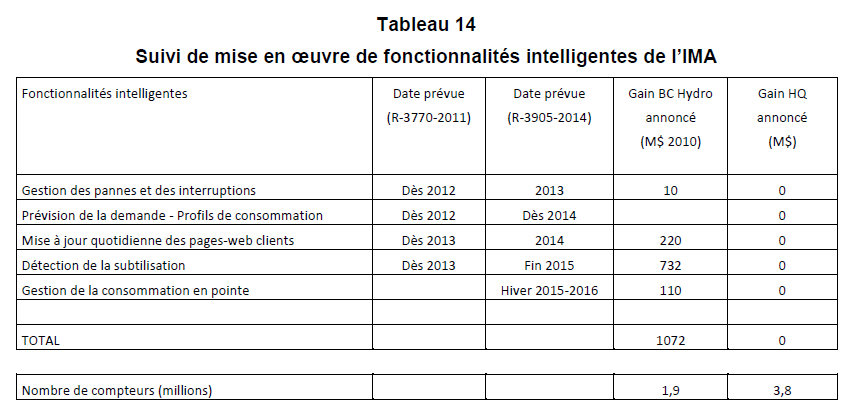 Tableau 14
Suivi de mise en œuvre de fonctionnalités intelligentes de l’IMA
Fonctionnalités intelligentes Date prévue (R-3770-2011) Date prévue (R-3905-2014) Gain BC Hydro annoncé (M$ 2010) Gain HQ annoncé (M$)
Gestion des pannes et des interruptions Dès 2012 2013 10 0
Prévision de la demande - Profils de consommation Dès 2012 Dès 2014 0
Mise à jour quotidienne des pages-web clients Dès 2013 2014 220 0
Détection de la subtilisation Dès 2013 Fin 2015 732 0
Gestion de la consommation en pointe Hiver 2015-2016 110 0
TOTAL 1072 0
Nombre de compteurs (millions) 1,9 3,8